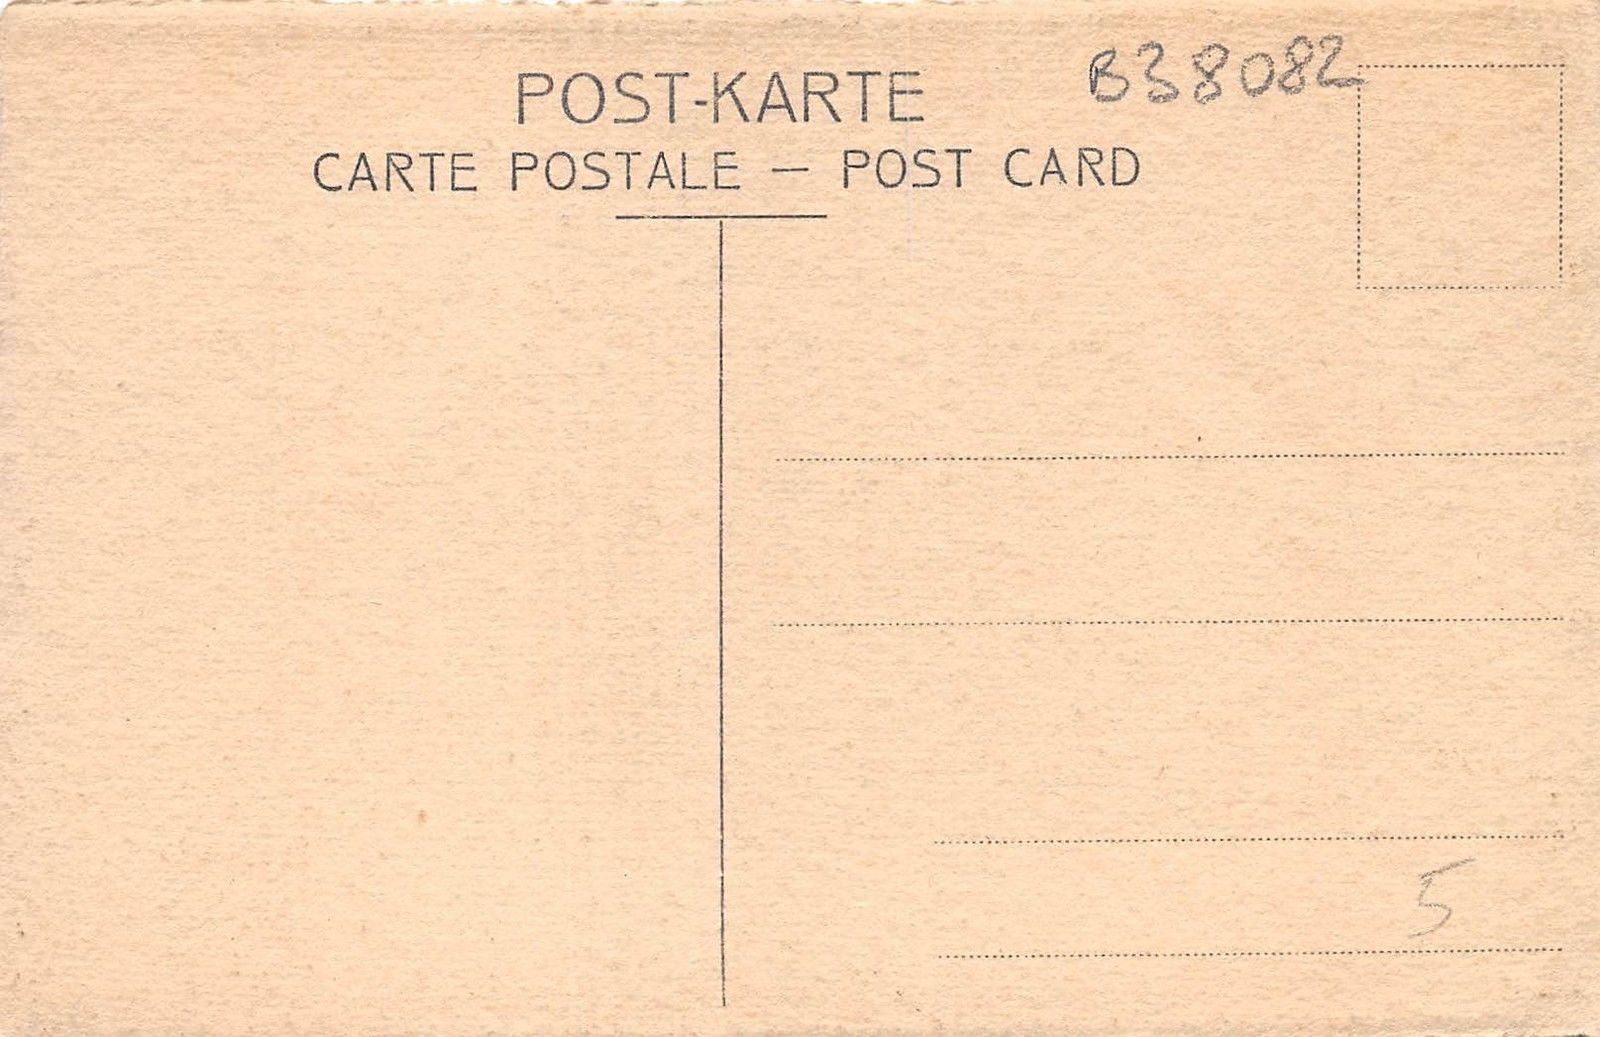 B38082
POST-KARTE
CARTE POSTALE — POST CARD
5